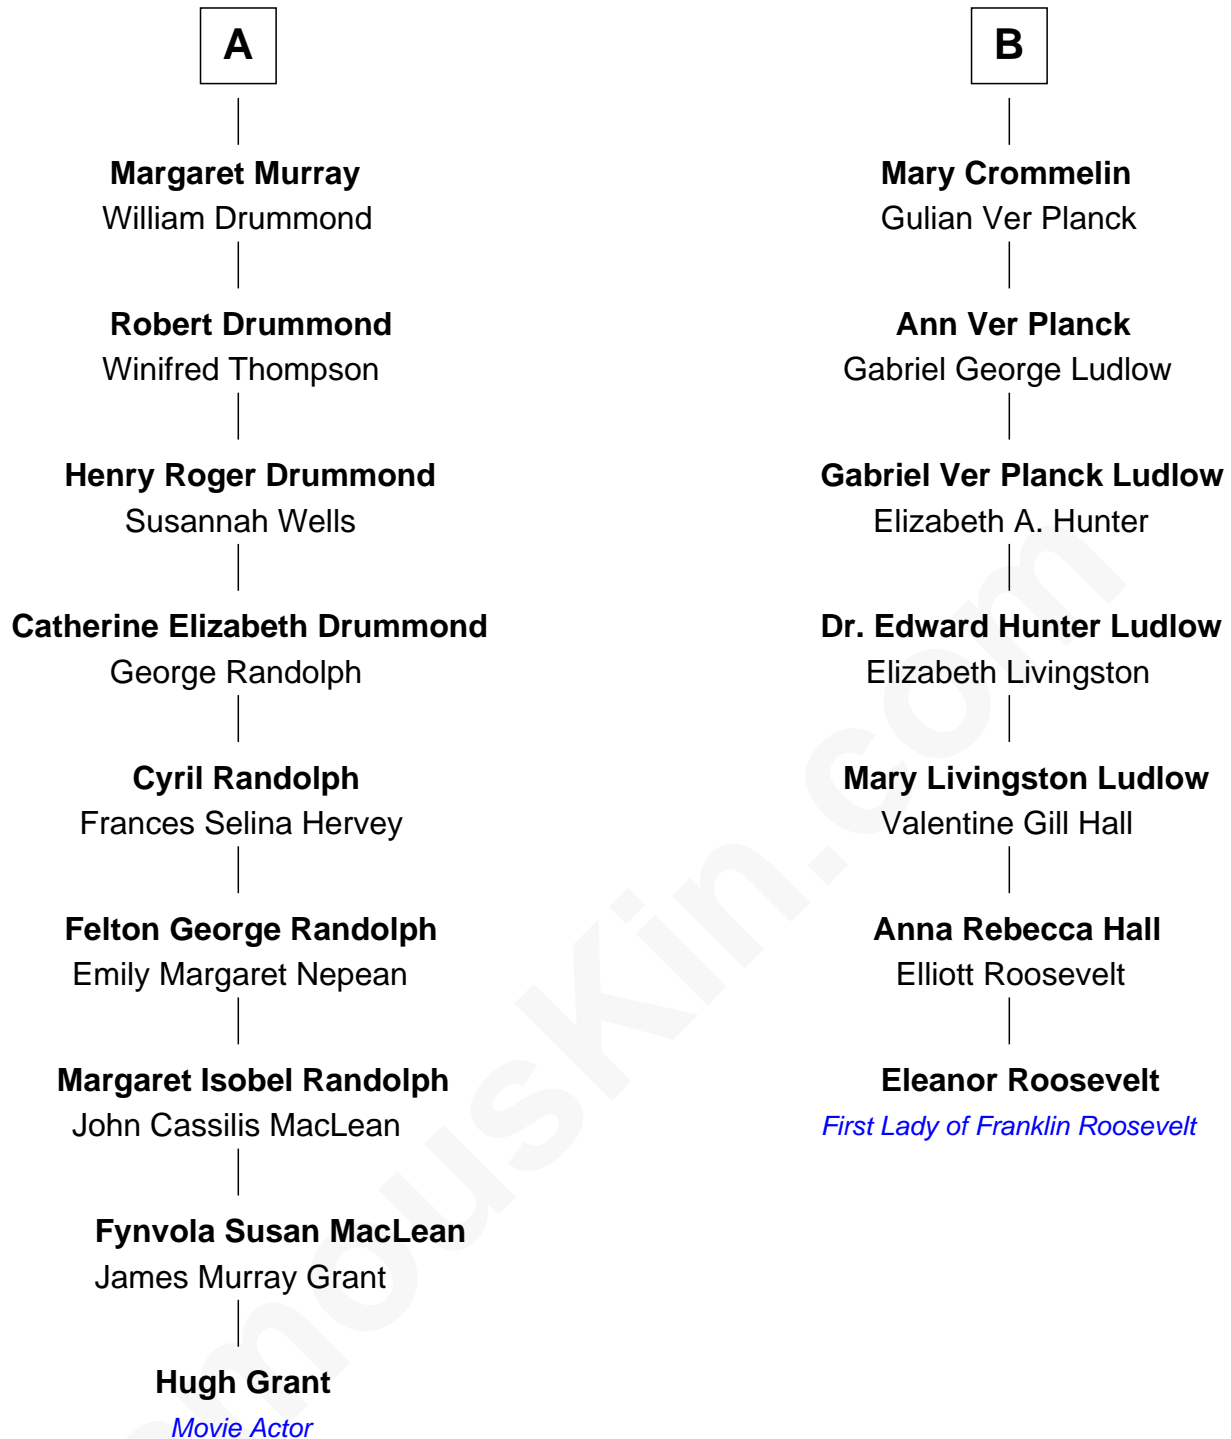 A
Margaret Murray
William Drummond
Robert Drummond
Winifred Thompson
Henry Roger Drummond
Susannah Wells
Catherine Elizabeth Drummond
George Randolph
Cyril Randolph
Frances Selina Hervey
Felton George Randolph
Emily Margaret Nepean
Margaret Isobel Randolph
John Cassilis MacLean
Fynvola Susan MacLean
James Murray Grant
Hugh Grant
Movie Actor
B
Mary Crommelin
Gulian Ver Planck
Ann Ver Planck
Gabriel George Ludlow
Gabriel Ver Planck Ludlow
Elizabeth A. Hunter
Dr. Edward Hunter Ludlow
Elizabeth Livingston
Mary Livingston Ludlow
Valentine Gill Hall
Anna Rebecca Hall
Elliott Roosevelt
Eleanor Roosevelt
First Lady of Franklin Roosevelt
mousKin.com